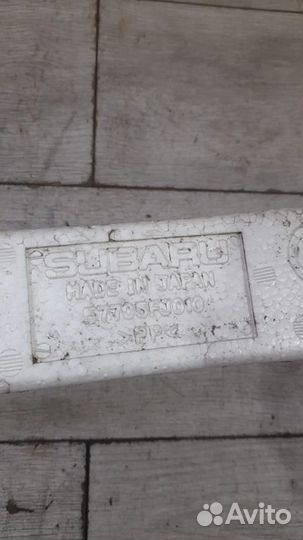 SUBARU
MADE IN JAPAN
57705FJ010
>PP<
Avito